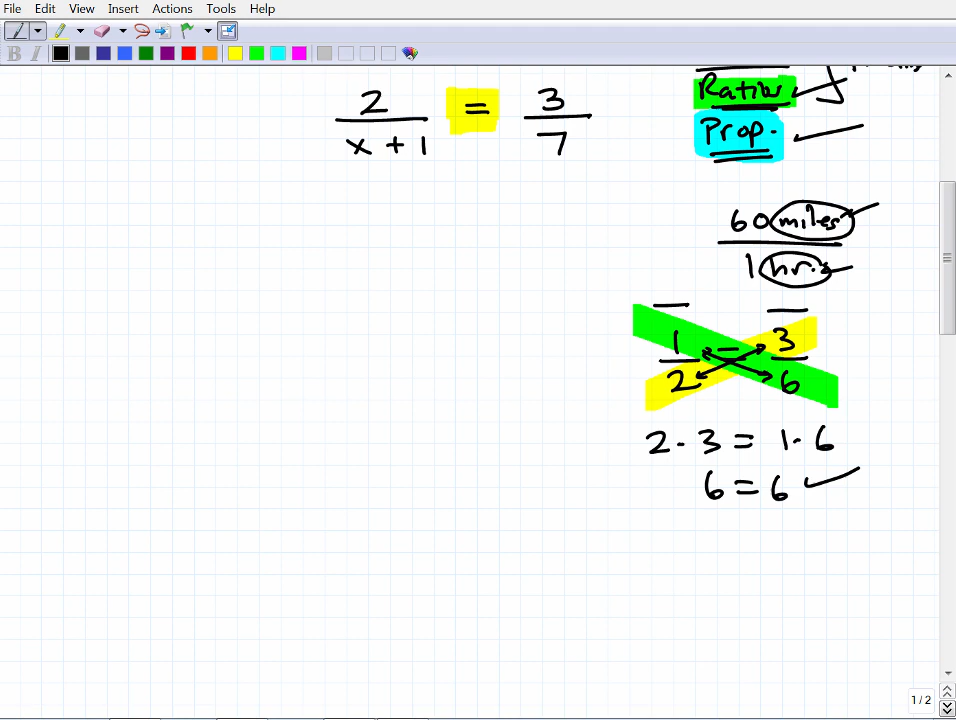 File Edit View Insert Actions Tools Help
B I
2/(x + 1) = 3/7
Ratios
Prop.
60 miles
1 hr.
1/2 = 3/6
2 · 3 = 1 · 6
6 = 6
1 / 2